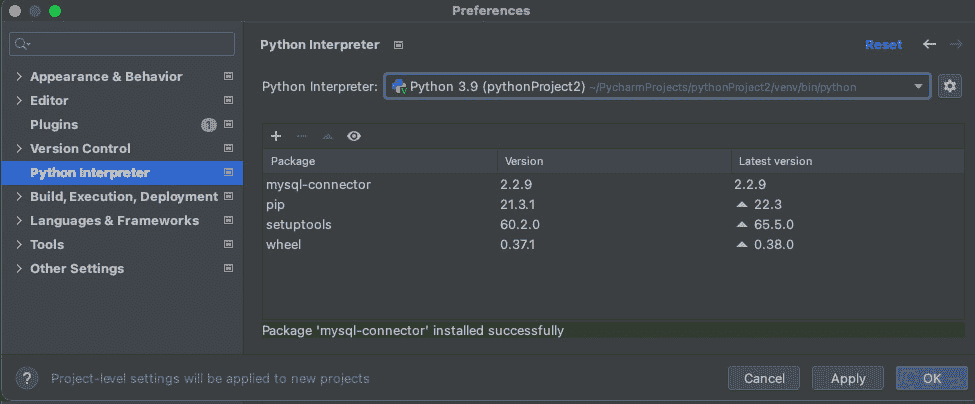 Preferences
Python Interpreter
Reset
Appearance & Behavior
Editor
Plugins 1
Version Control
Python Interpreter
Build, Execution, Deployment
Languages & Frameworks
Tools
Other Settings
Python Interpreter: Python 3.9 (pythonProject2) ~/PycharmProjects/pythonProject2/venv/bin/python
Package Version Latest version
mysql-connector 2.2.9 2.2.9
pip 21.3.1 22.3
setuptools 60.2.0 65.5.0
wheel 0.37.1 0.38.0
Package 'mysql-connector' installed successfully
? Project-level settings will be applied to new projects
Cancel Apply OK